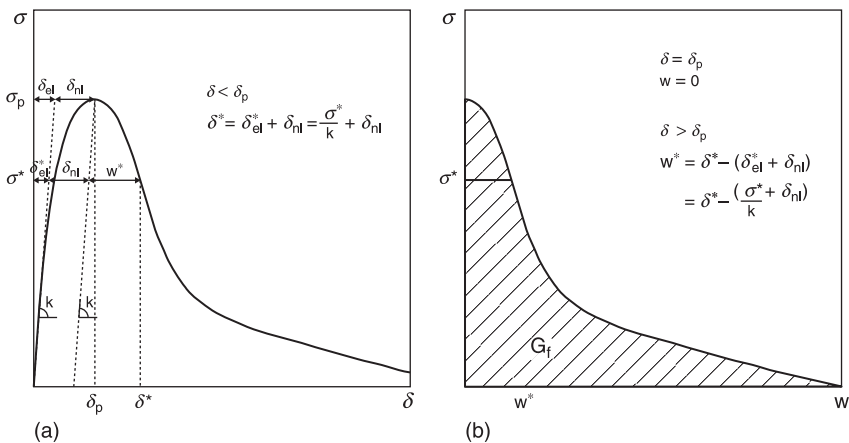 σ
δel δnl
σp
δ < δp
δ* = δ*el + δnl = σ*/k + δnl
δ*el δnl w*
σ*
k k
δp δ* δ
(a)
σ
δ = δp
w = 0
δ > δp
w* = δ* – (δ*el + δnl)
= δ* – (σ*/k + δnl)
σ*
Gf
w* w
(b)